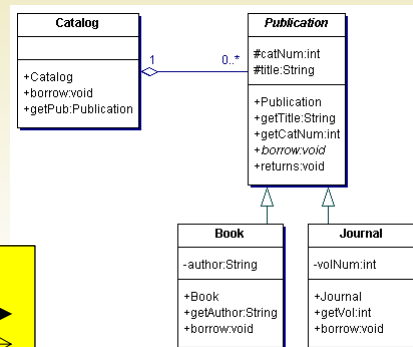 Catalog
+Catalog
+borrow:void
+getPub:Publication
1
0..*
Publication
#catNum:int
#title:String
+Publication
+getTitle:String
+getCatNum:int
+borrow:void
+returns:void
Book
-author:String
+Book
+getAuthor:String
+borrow:void
Journal
-volNum:int
+Journal
+getVol:int
+borrow:void